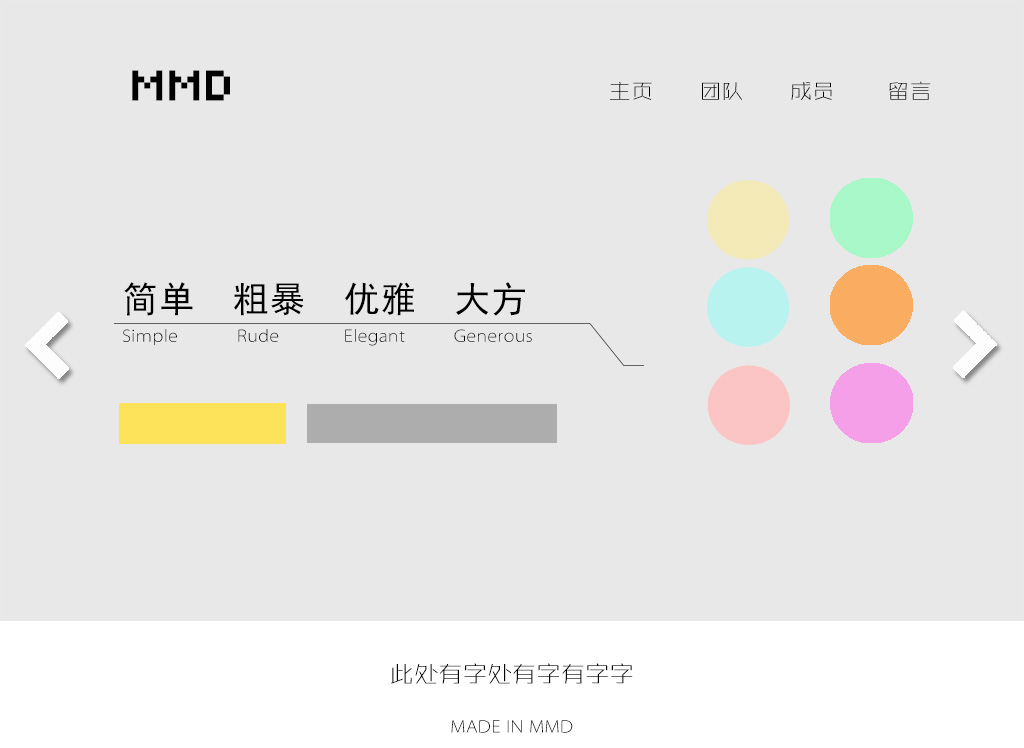 MMD
主页 团队 成员 留言
简单 粗暴 优雅 大方
Simple Rude Elegant Generous
此处有字处有字有字字
MADE IN MMD